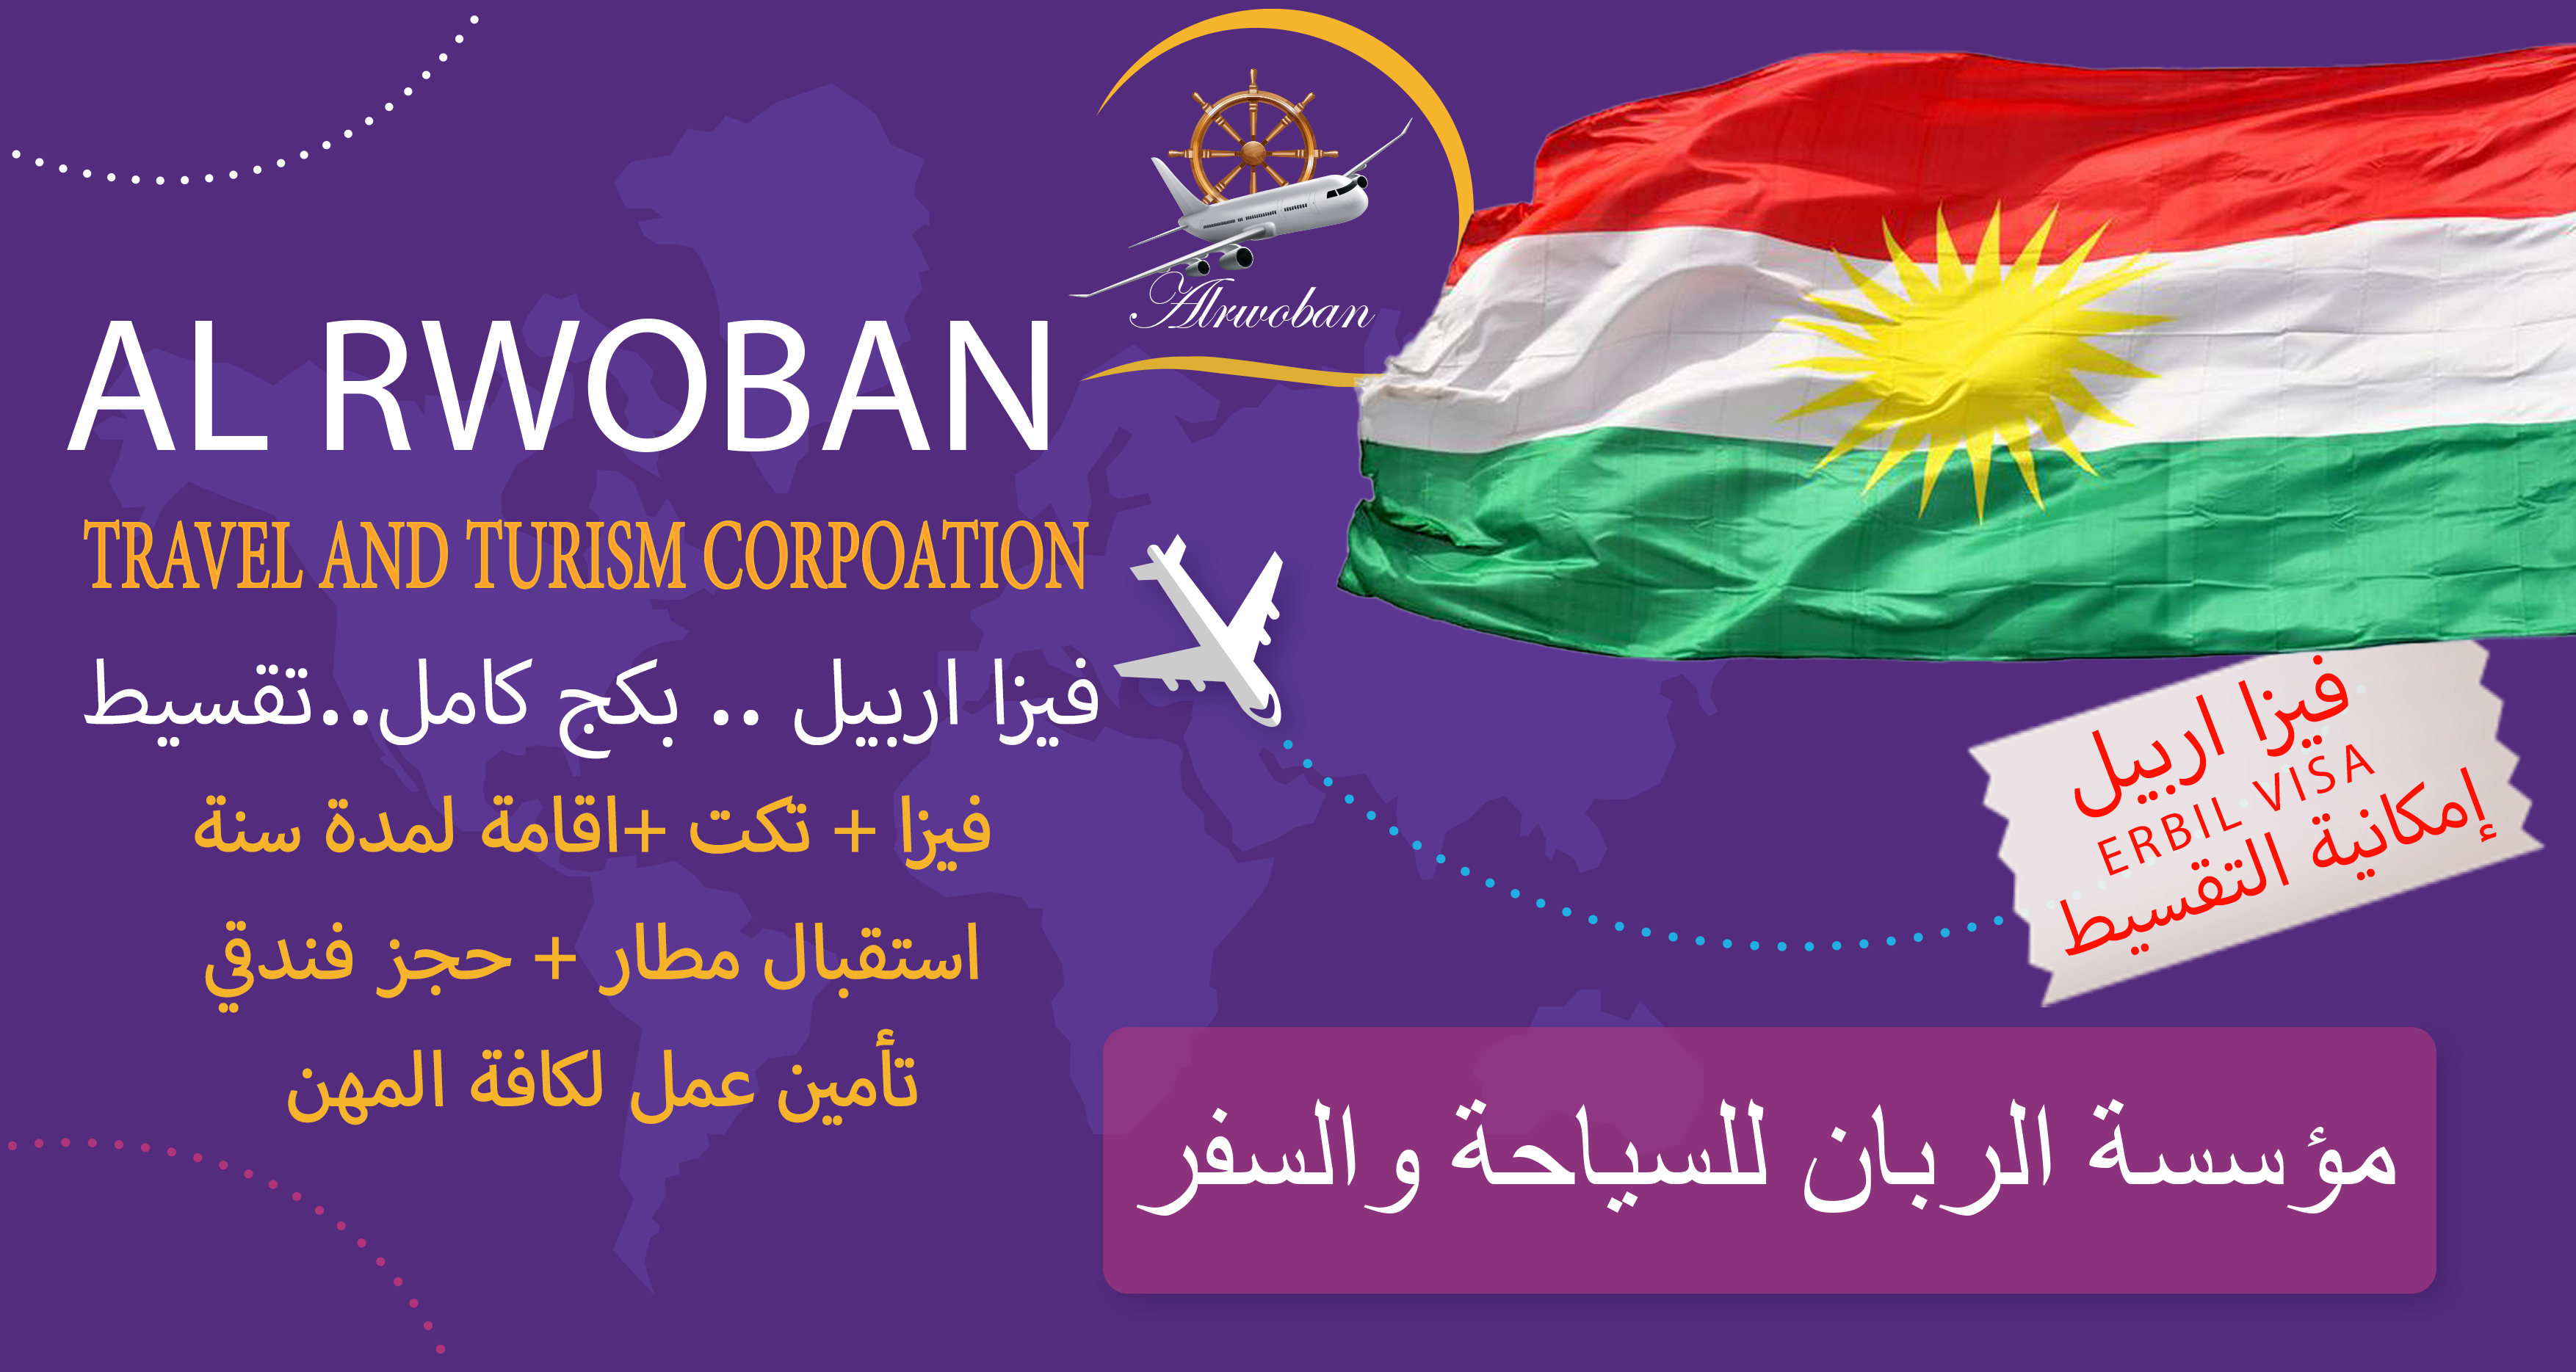 Alrwoban
AL RWOBAN
TRAVEL AND TURISM CORPOATION
فيزا اربيل .. بكج كامل..تقسيط
فيزا + تكت +اقامة لمدة سنة
استقبال مطار + حجز فندقي
تأمين عمل لكافة المهن
فيزا اربيل
ERBIL VISA
إمكانية التقسيط
مؤسسة الربان للسياحة والسفر